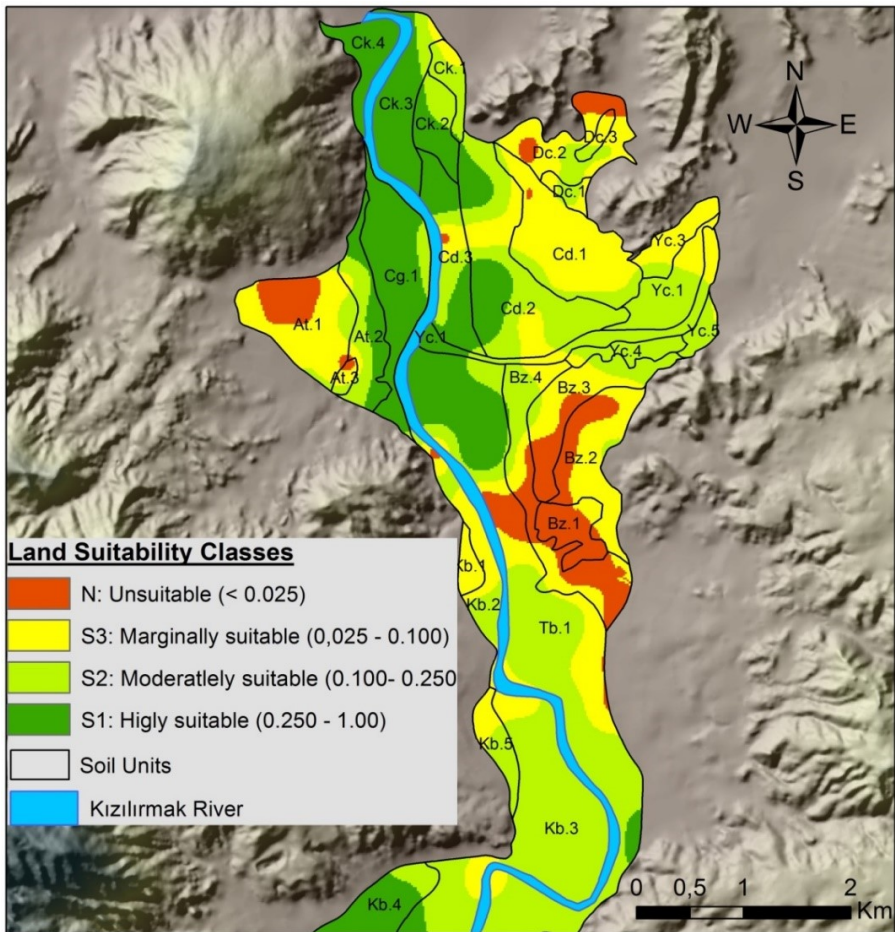 Ck.4
Ck.1
Ck.3
Ck.2
N
W E
S
Dc.3
Dc.2
Dc.1
Cd.3
Cd.1
Yc.3
Cg.1
Yc.1
Cd.2
At.1
At.2
Yc.1
Yc.5
Yc.4
At.3
Bz.4
Bz.3
Bz.2
Bz.1
Land Suitability Classes
N: Unsuitable (< 0.025)
S3: Marginally suitable (0,025 - 0.100)
S2: Moderatlely suitable (0.100- 0.250
S1: Higly suitable (0.250 - 1.00)
Soil Units
Kızılırmak River
Kb.1
Kb.2
Tb.1
Kb.5
Kb.3
Kb.4
0 0,5 1 2
Km